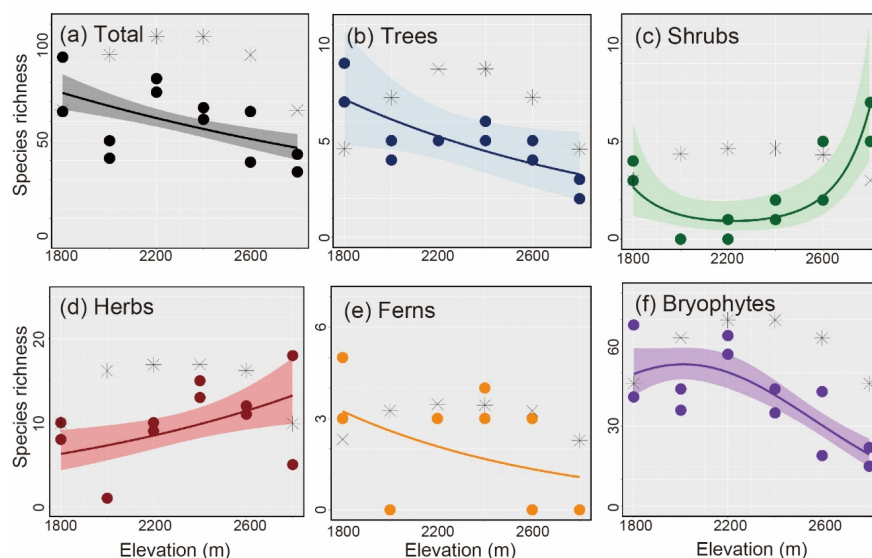 (a) Total
(b) Trees
(c) Shrubs
Species richness
100
50
0
10
5
0
10
5
0
1800 2200 2600
1800 2200 2600
1800 2200 2600
(d) Herbs
(e) Ferns
(f) Bryophytes
Species richness
20
10
0
6
3
0
60
30
0
1800 2200 2600
1800 2200 2600
1800 2200 2600
Elevation (m)
Elevation (m)
Elevation (m)